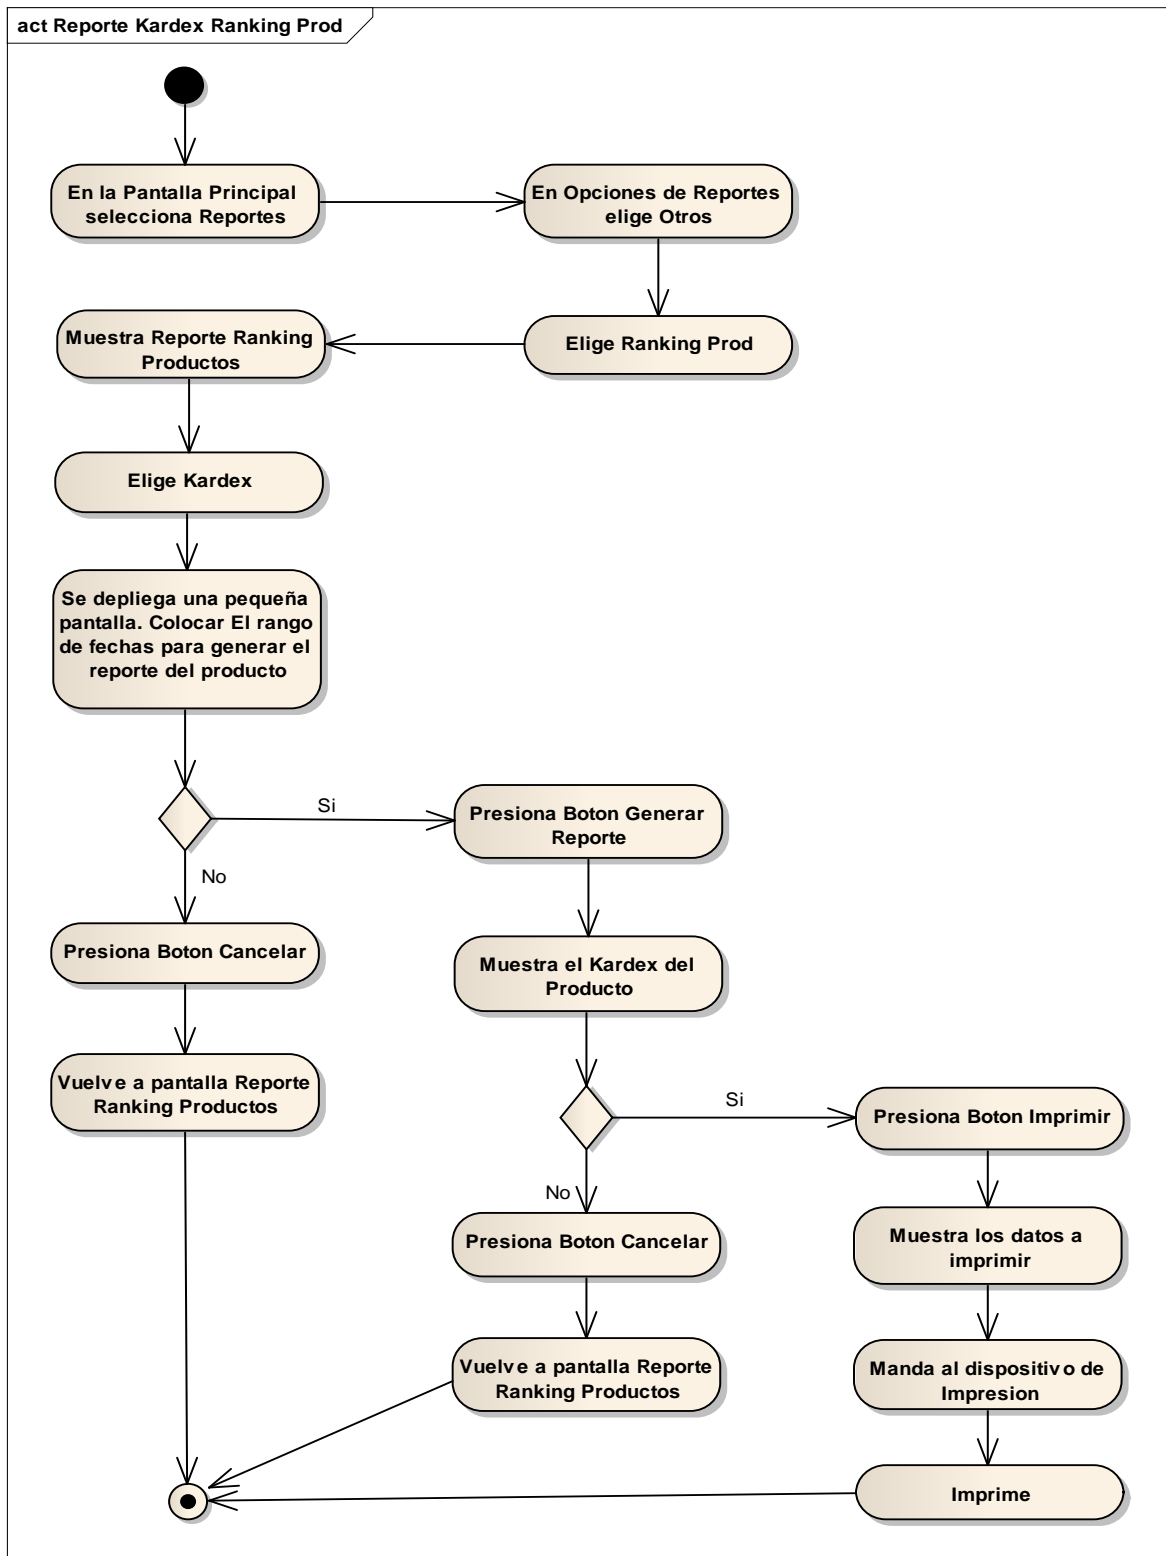 act Reporte Kardex Ranking Prod
En la Pantalla Principal
selecciona Reportes
En Opciones de Reportes
elige Otros
Muestra Reporte Ranking
Productos
Elige Ranking Prod
Elige Kardex
Se depliega una pequeña
pantalla. Colocar El rango
de fechas para generar el
reporte del producto
Si
Presiona Boton Generar
Reporte
No
Presiona Boton Cancelar
Muestra el Kardex del
Producto
Vuelve a pantalla Reporte
Ranking Productos
Si
Presiona Boton Imprimir
No
Presiona Boton Cancelar
Muestra los datos a
imprimir
Vuelve a pantalla Reporte
Ranking Productos
Manda al dispositivo de
Impresion
Imprime